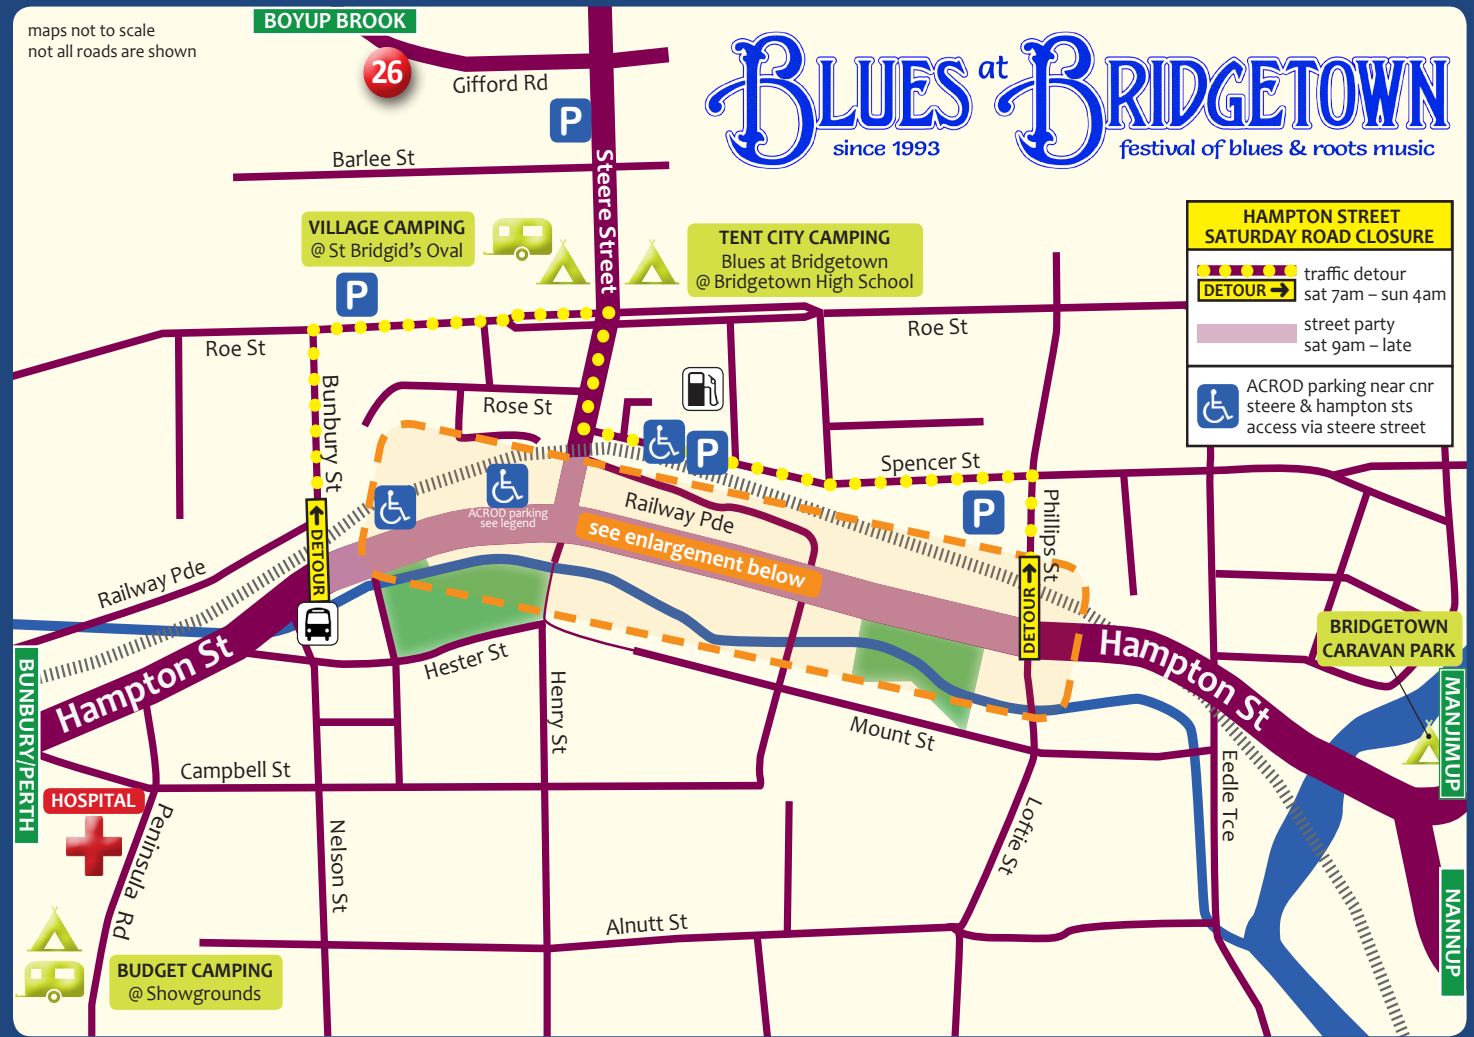 maps not to scale
not all roads are shown
BOYUP BROOK
26
Gifford Rd
P
Barlee St
Steere Street
BLUES at BRIDGETOWN
since 1993
festival of blues & roots music
VILLAGE CAMPING
@ St Bridgid's Oval
P
TENT CITY CAMPING
Blues at Bridgetown
@ Bridgetown High School
HAMPTON STREET
SATURDAY ROAD CLOSURE
traffic detour
sat 7am – sun 4am
DETOUR →
street party
sat 9am – late
ACROD parking near cnr
steere & hampton sts
access via steere street
Roe St
Roe St
Bunbury St
Rose St
P
Spencer St
ACROD parking
see legend
Railway Pde
P
Phillips St
see enlargement below
DETOUR →
DETOUR →
Railway Pde
Hampton St
Hampton St
BRIDGETOWN
CARAVAN PARK
BUNBURY/PERTH
MANJIMUP
Hester St
Henry St
Mount St
Campbell St
HOSPITAL
Peninsula Rd
Nelson St
Loftie St
Eedle Tce
NANNUP
Alnutt St
BUDGET CAMPING
@ Showgrounds